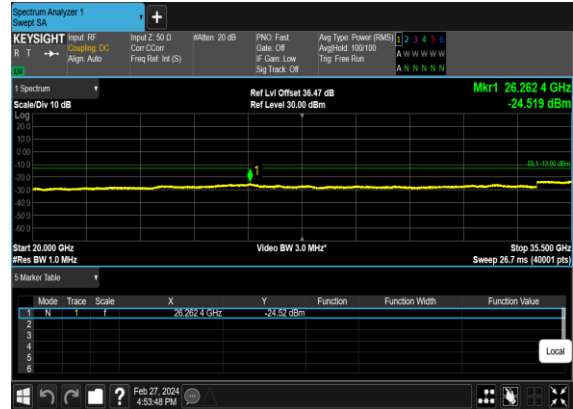 Spectrum Analyzer 1
Swept SA
+
KEYSIGHT Input: RF Input Z: 50 Ω #Atten: 20 dB PNO: Fast Avg Type: Power (RMS) 1 2 3 4 5 6
R T Coupling: DC Corr CCorr Gate: Off Avg|Hold: 100/100 A W W W W W
Align: Auto Freq Ref: Int (S) IF Gain: Low Trig: Free Run
Sig Track: Off A N N N N N
1 Spectrum Ref Lvl Offset 36.47 dB Mkr1 26.262 4 GHz
Scale/Div 10 dB Ref Level 30.00 dBm -24.519 dBm
Log
20.0
10.0
0.00
-10.0
DL1 -13.00 dBm
1
-20.0
-30.0
-40.0
-50.0
-60.0
Start 20.000 GHz Video BW 3.0 MHz* Stop 35.500 GHz
#Res BW 1.0 MHz Sweep 26.7 ms (40001 pts)
5 Marker Table
Mode Trace Scale X Y Function Function Width Function Value
1 N 1 f 26.262 4 GHz -24.52 dBm
2
3
4
5
6
Local
? Feb 27, 2024
4:53:48 PM